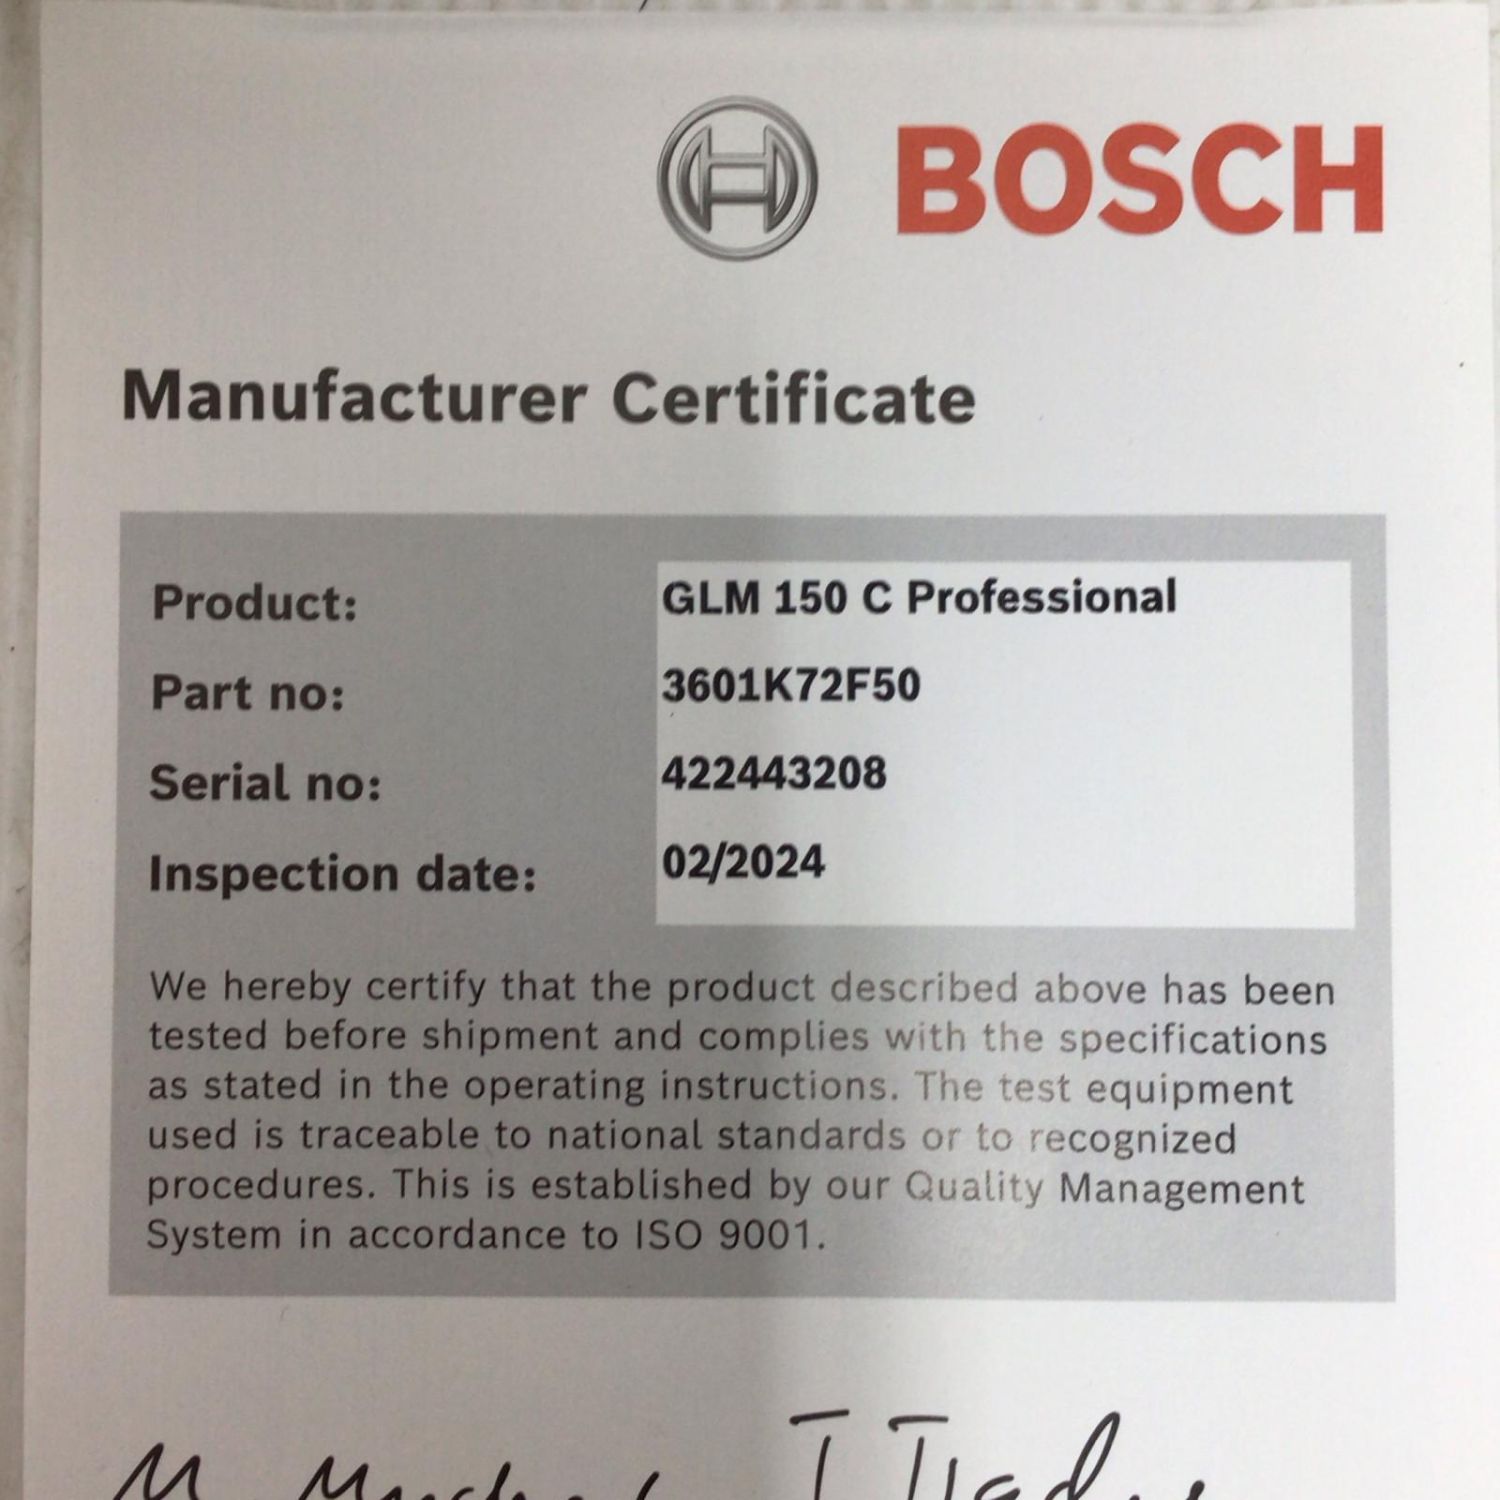 BOSCH
Manufacturer Certificate
Product: GLM 150 C Professional
Part no: 3601K72F50
Serial no: 422443208
Inspection date: 02/2024
We hereby certify that the product described above has been
tested before shipment and complies with the specifications
as stated in the operating instructions. The test equipment
used is traceable to national standards or to recognized
procedures. This is established by our Quality Management
System in accordance to ISO 9001.